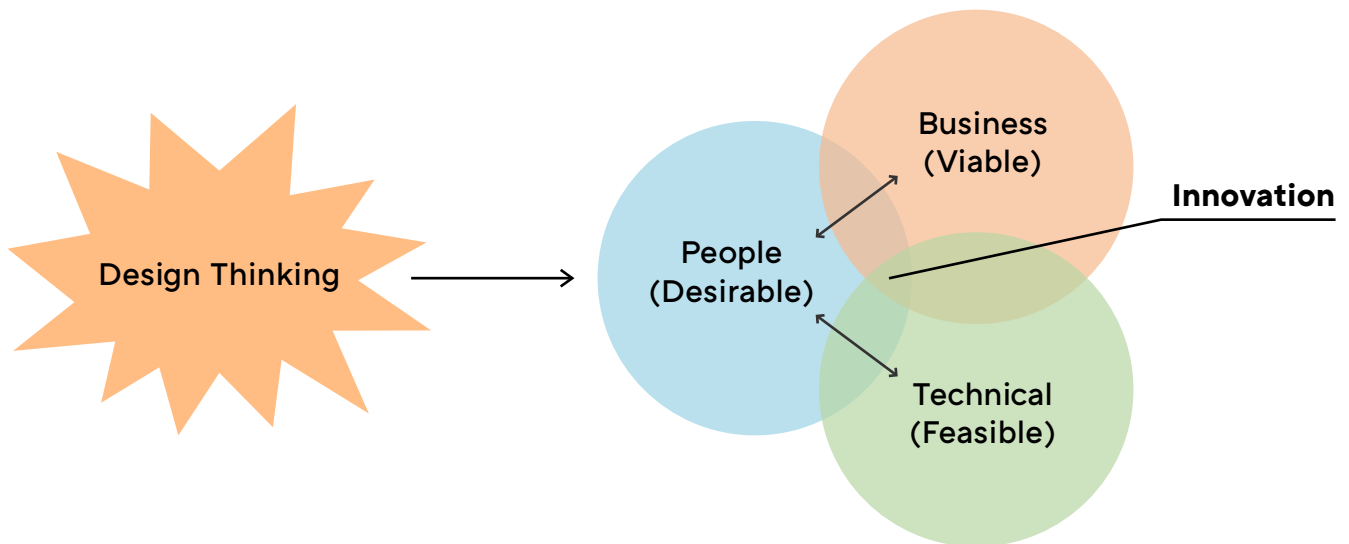 Design Thinking
People
(Desirable)
Business
(Viable)
Technical
(Feasible)
Innovation